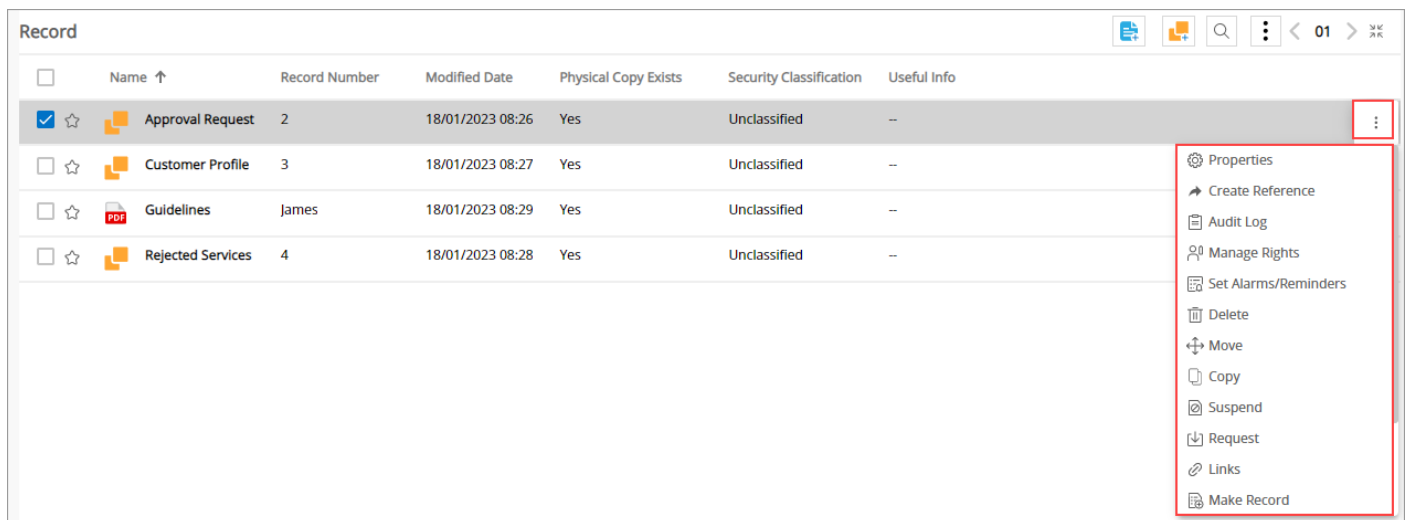 Record
01
Name Record Number Modified Date Physical Copy Exists Security Classification Useful Info
Approval Request 2 18/01/2023 08:26 Yes Unclassified --
Customer Profile 3 18/01/2023 08:27 Yes Unclassified --
PDF Guidelines James 18/01/2023 08:29 Yes Unclassified --
Rejected Services 4 18/01/2023 08:28 Yes Unclassified --
Properties
Create Reference
Audit Log
Manage Rights
Set Alarms/Reminders
Delete
Move
Copy
Suspend
Request
Links
Make Record